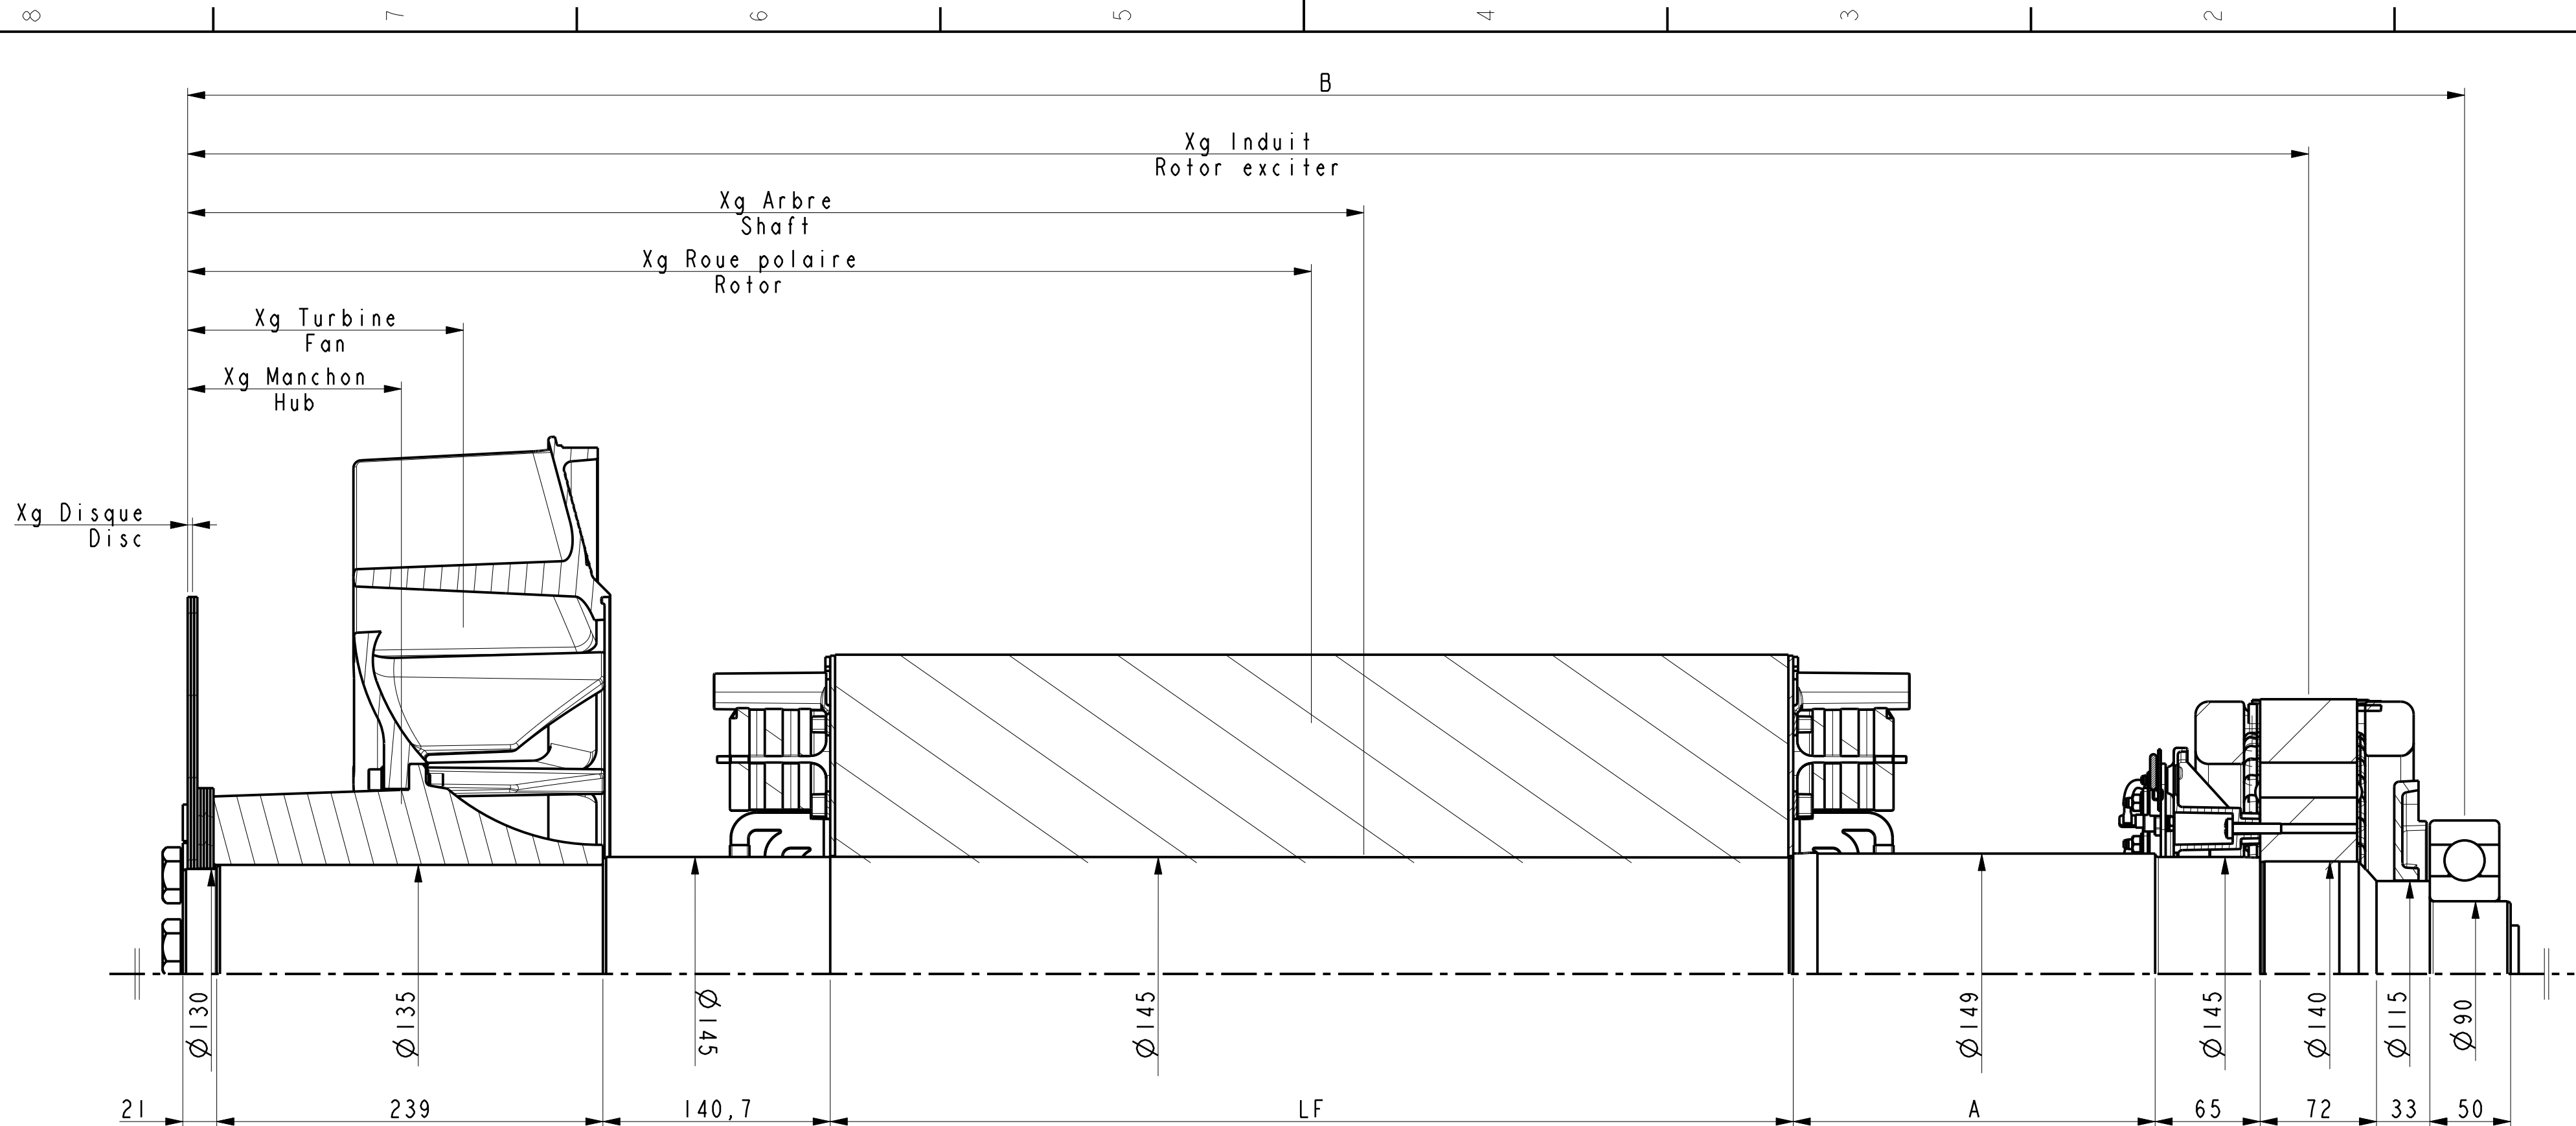 8 7 6 5 4 3 2
B
Xg Induit
Rotor exciter
Xg Arbre
Shaft
Xg Roue polaire
Rotor
Xg Turbine
Fan
Xg Manchon
Hub
Xg Disque
Disc
Ø130 Ø135 Ø145 Ø145 Ø149 Ø145 Ø140 Ø115 Ø90
21 239 140,7 LF A 65 72 33 50